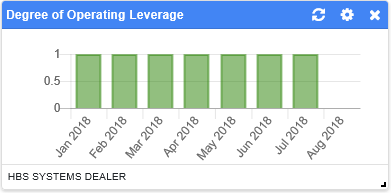 Degree of Operating Leverage
1
0.5
0
Jan 2018
Feb 2018
Mar 2018
Apr 2018
May 2018
Jun 2018
Jul 2018
Aug 2018
HBS SYSTEMS DEALER